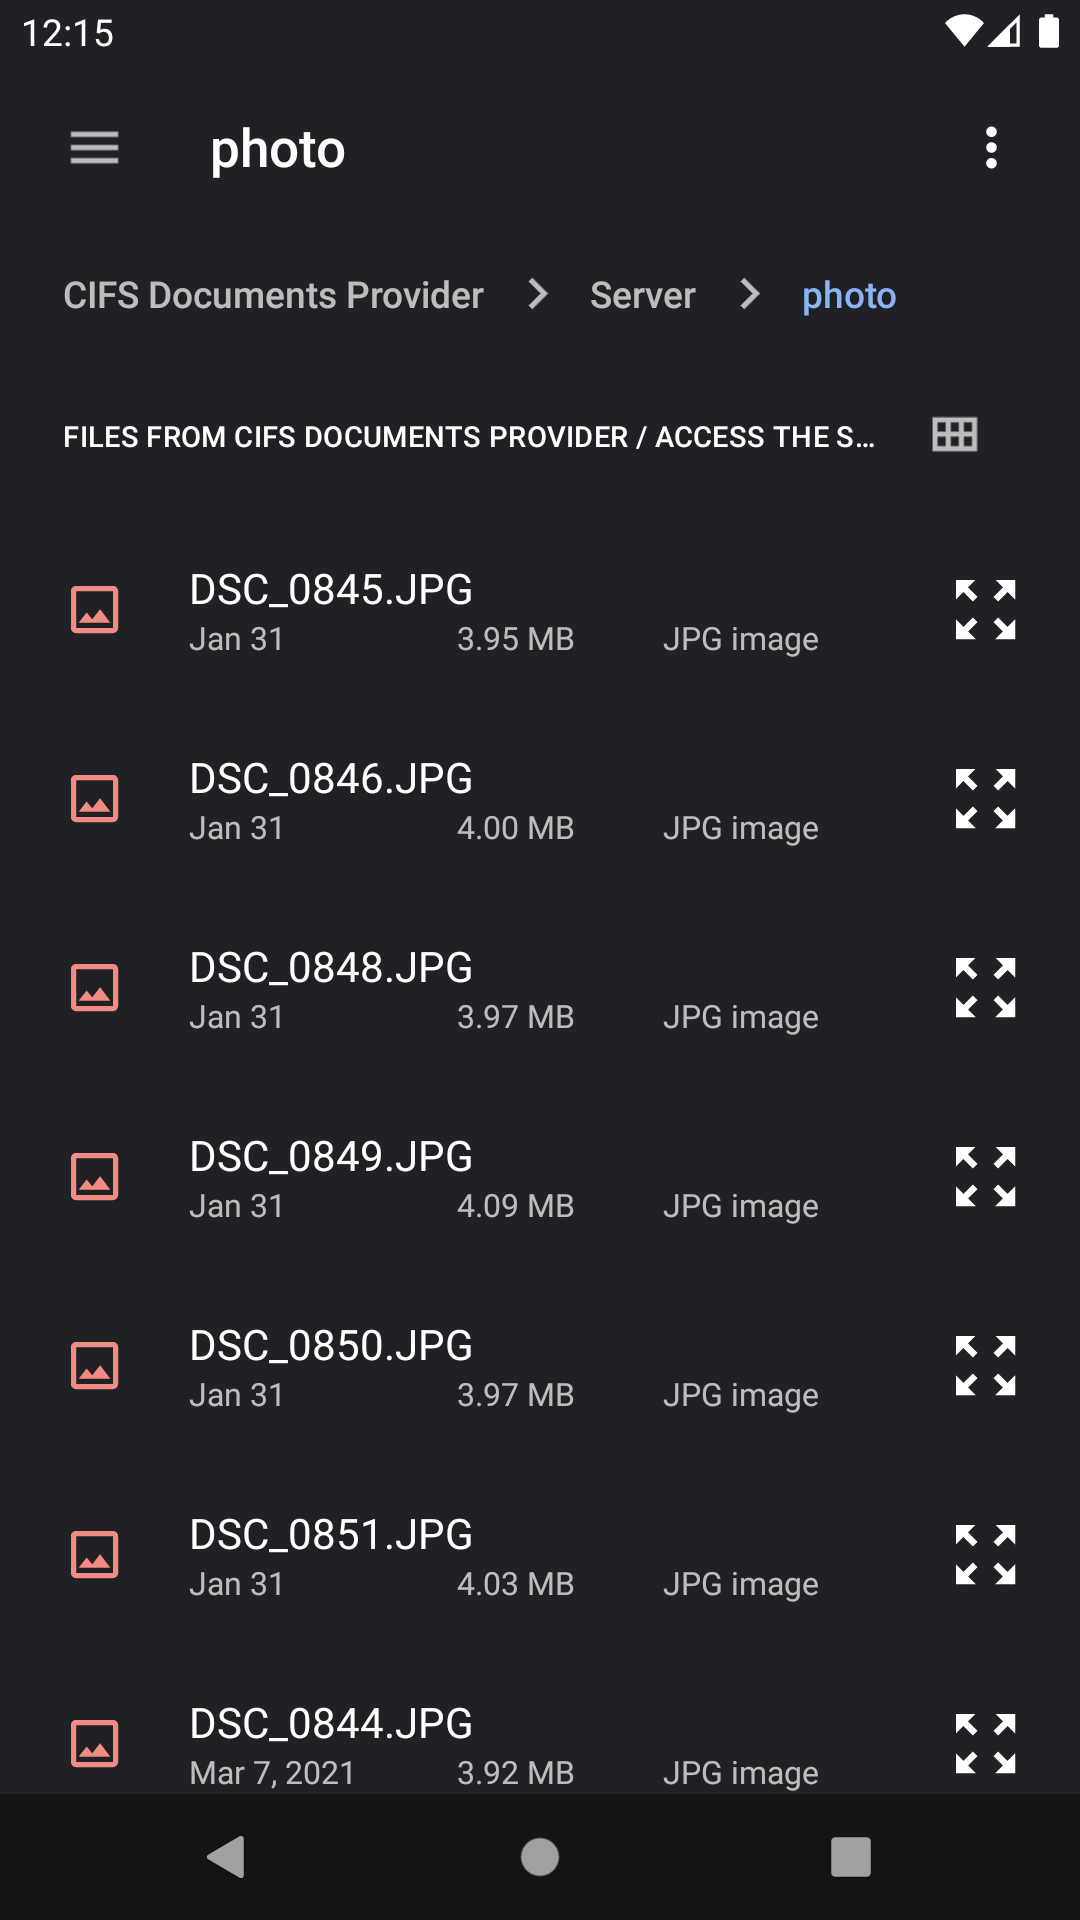 12:15
photo
CIFS Documents Provider > Server > photo
FILES FROM CIFS DOCUMENTS PROVIDER / ACCESS THE S...
DSC_0845.JPG
Jan 31 3.95 MB JPG image
DSC_0846.JPG
Jan 31 4.00 MB JPG image
DSC_0848.JPG
Jan 31 3.97 MB JPG image
DSC_0849.JPG
Jan 31 4.09 MB JPG image
DSC_0850.JPG
Jan 31 3.97 MB JPG image
DSC_0851.JPG
Jan 31 4.03 MB JPG image
DSC_0844.JPG
Mar 7, 2021 3.92 MB JPG image